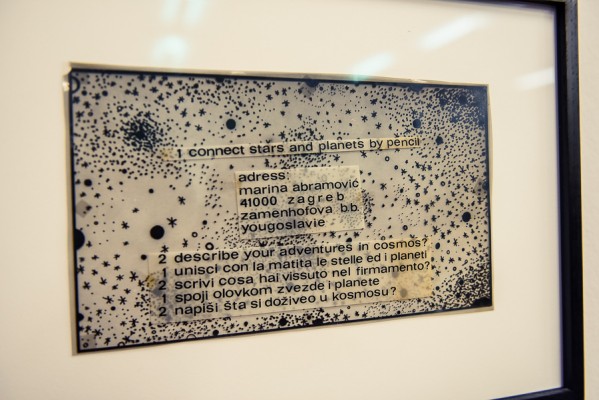 1 connect stars and planets by pencil
adress:
marina abramović
41000 zagreb
zamenhofova b.b.
yougoslavie
2 describe your adventures in cosmos?
1 unisci con la matita le stelle ed i planeti
2 scrivi cosa hai vissuto nel firmamento?
1 spoji olovkom zvezde i planete
2 napiši šta si doživeo u kosmosu?